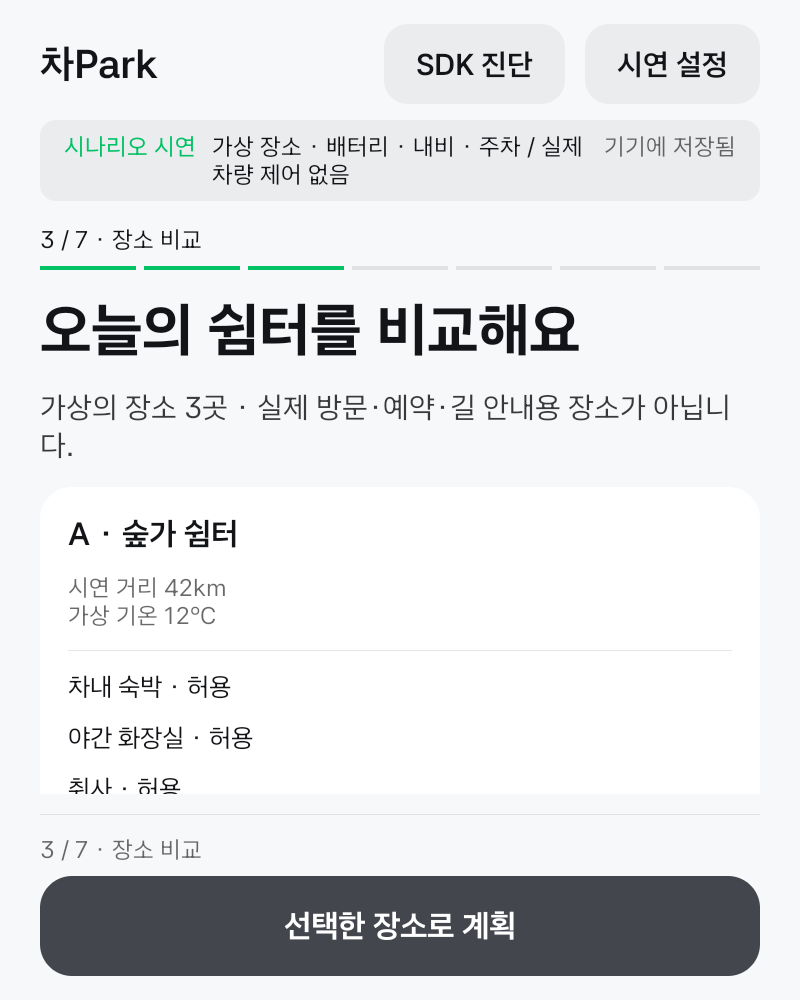 차Park
SDK 진단
시연 설정
시나리오 시연
가상 장소 · 배터리 · 내비 · 주차 / 실제
차량 제어 없음
기기에 저장됨
3 / 7 · 장소 비교
오늘의 쉼터를 비교해요
가상의 장소 3곳 · 실제 방문·예약·길 안내용 장소가 아닙니
다.
A · 숲가 쉼터
시연 거리 42km
가상 기온 12°C
차내 숙박 · 허용
야간 화장실 · 허용
취사 · 허용
3 / 7 · 장소 비교
선택한 장소로 계획